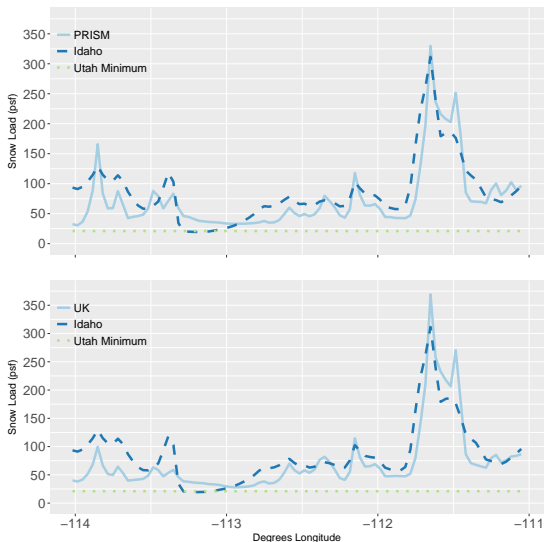 350
300
250
200
150
100
50
0
Snow Load (psf)
PRISM
Idaho
Utah Minimum
350
300
250
200
150
100
50
0
Snow Load (psf)
UK
Idaho
Utah Minimum
−114
−113
−112
−111
Degrees Longitude